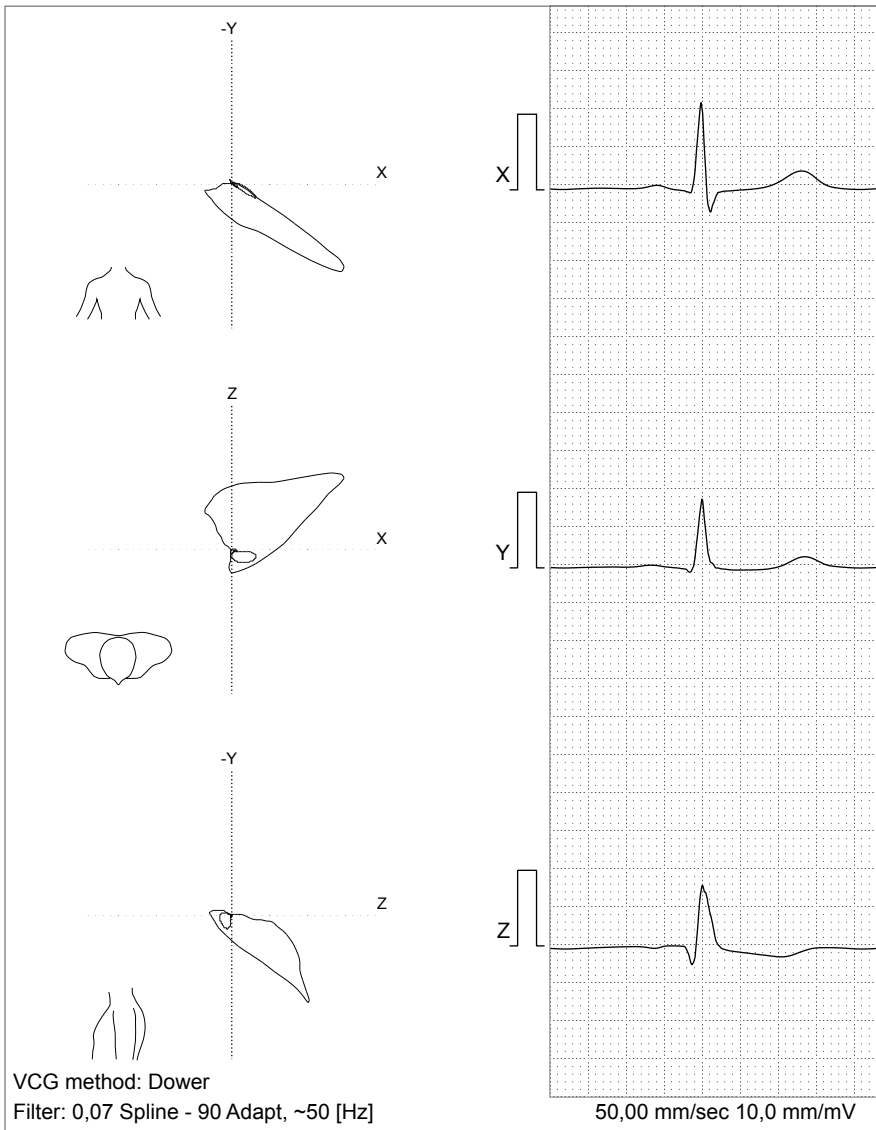 -Y
X
X
Z
X
Y
-Y
Z
Z
VCG method: Dower
Filter: 0,07 Spline - 90 Adapt, ~50 [Hz]
50,00 mm/sec 10,0 mm/mV